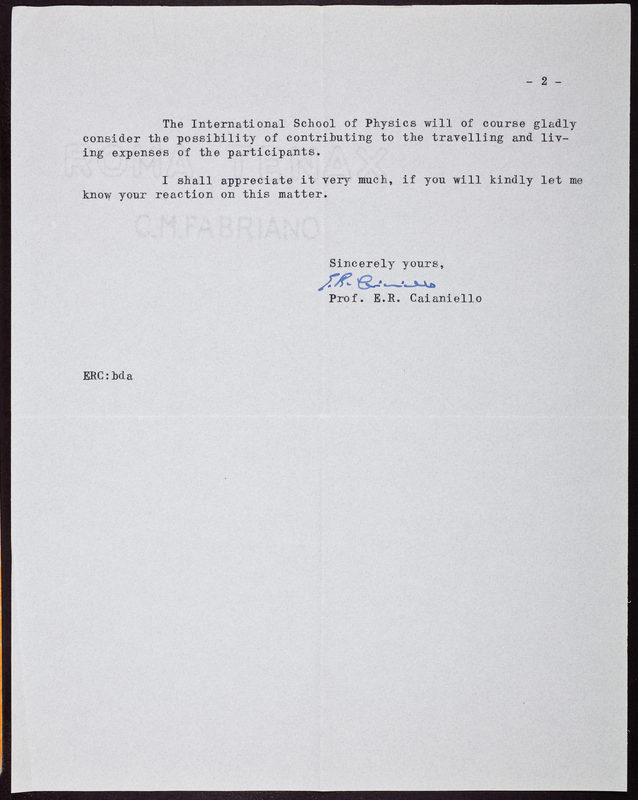 - 2 -
The International School of Physics will of course gladly
consider the possibility of contributing to the travelling and liv-
ing expenses of the participants.
I shall appreciate it very much, if you will kindly let me
know your reaction on this matter.
C.M.FABRIANO
Sincerely yours,
E.R. Caianiello
Prof. E.R. Caianiello
ERC:bda